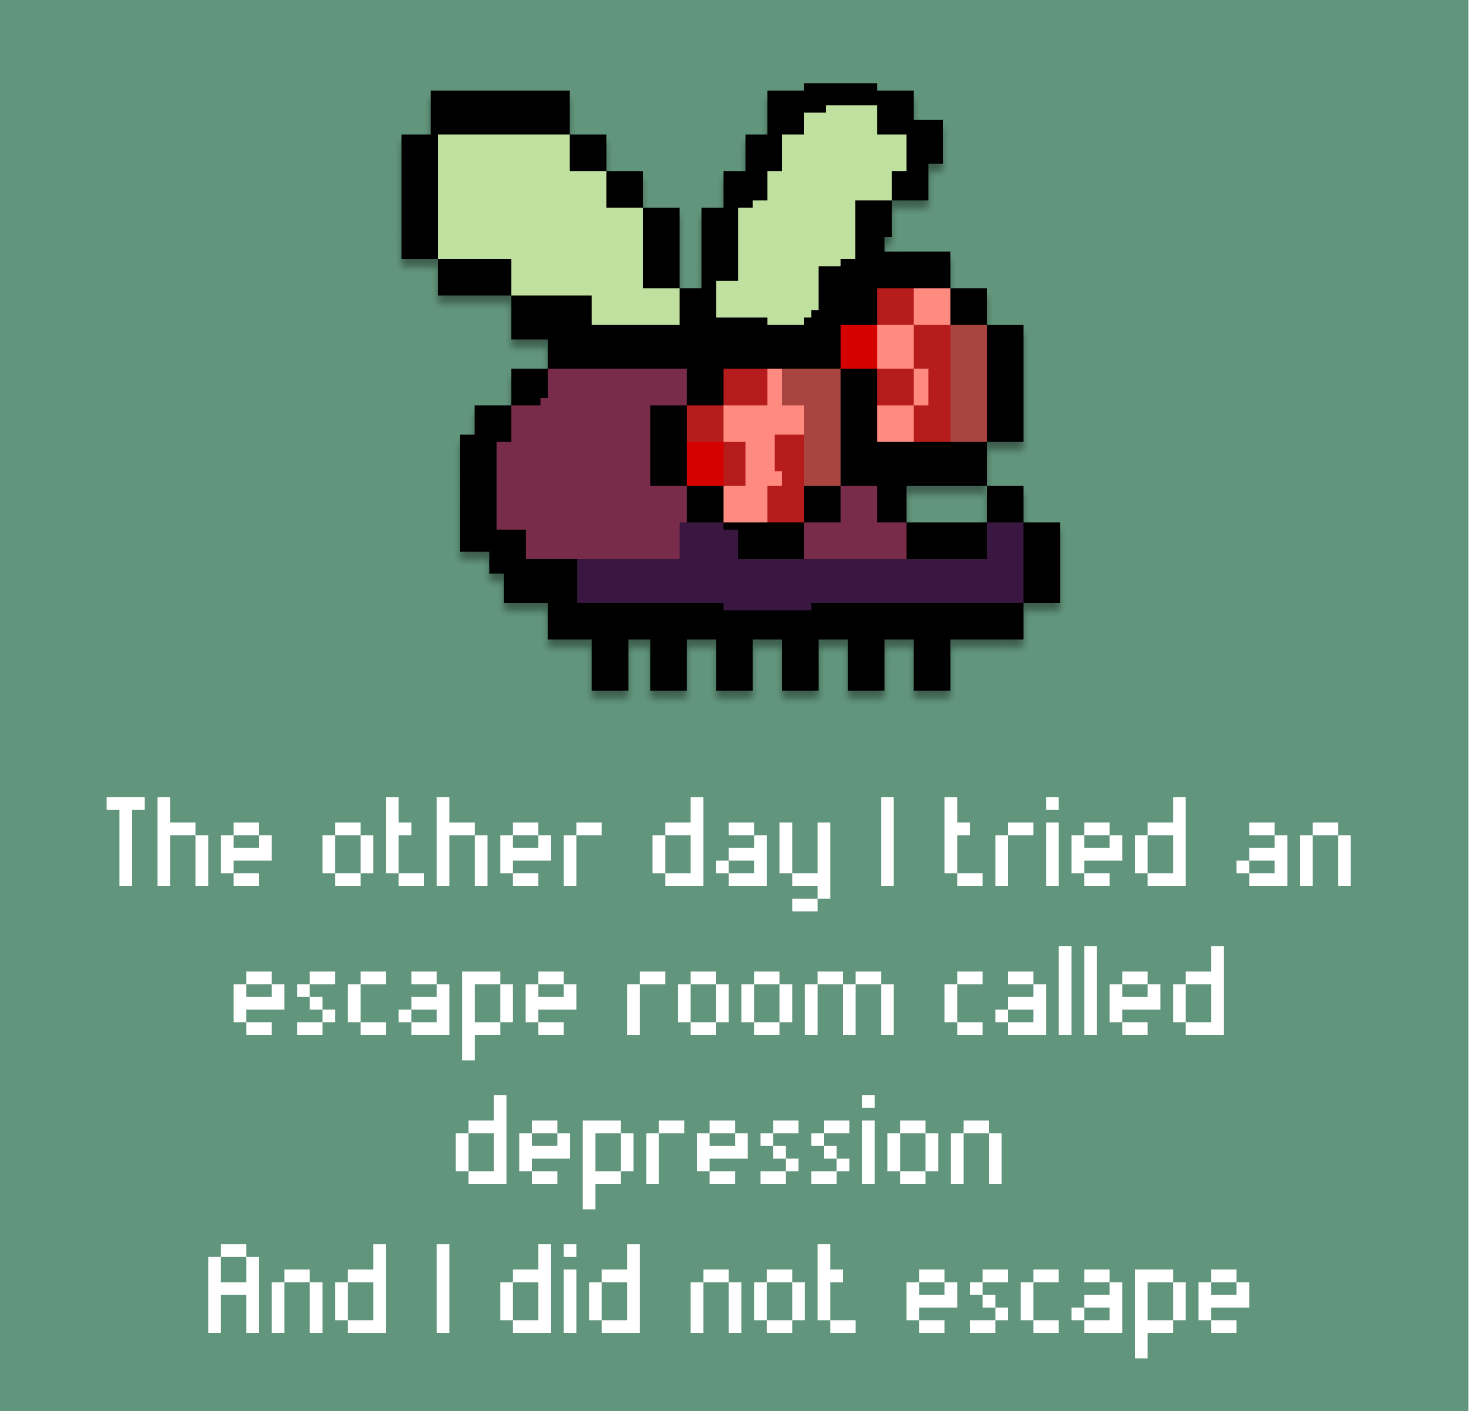 The other day I tried an
escape room called
depression
And I did not escape